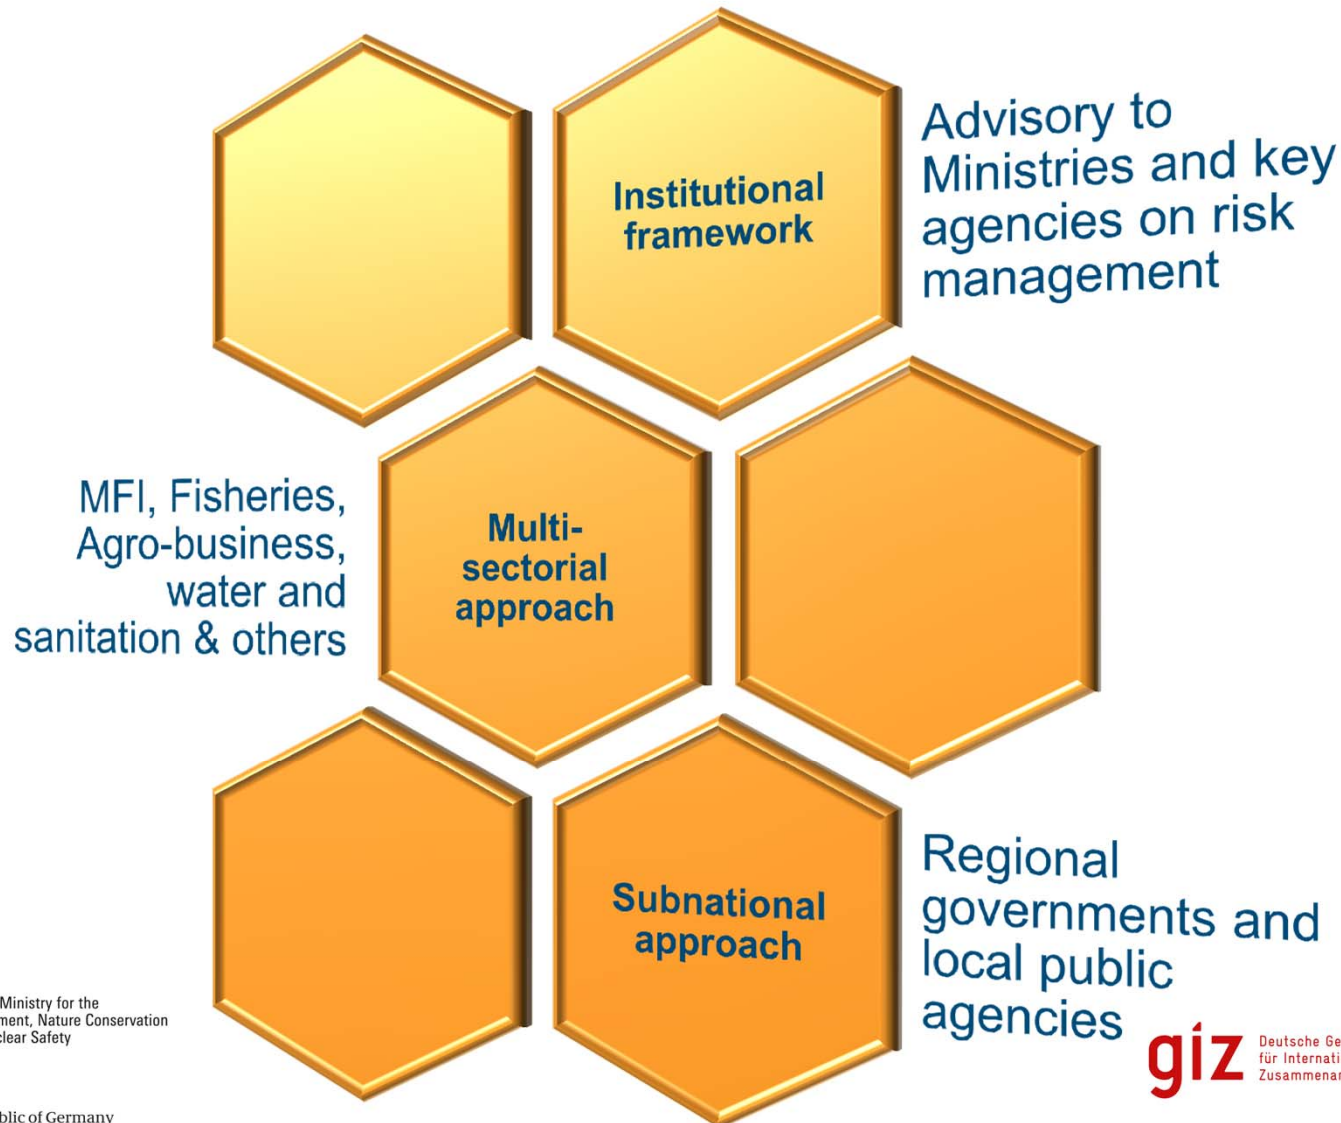 Institutional
framework
Advisory to
Ministries and key
agencies on risk
management
MFI, Fisheries,
Agro-business,
water and
sanitation & others
Multi-
sectorial
approach
Subnational
approach
Regional
governments and
local public
agencies
Ministry for the
ment, Nature Conservation
lear Safety
blic of Germany
giz
Deutsche Ge
für Internati
Zusammenar